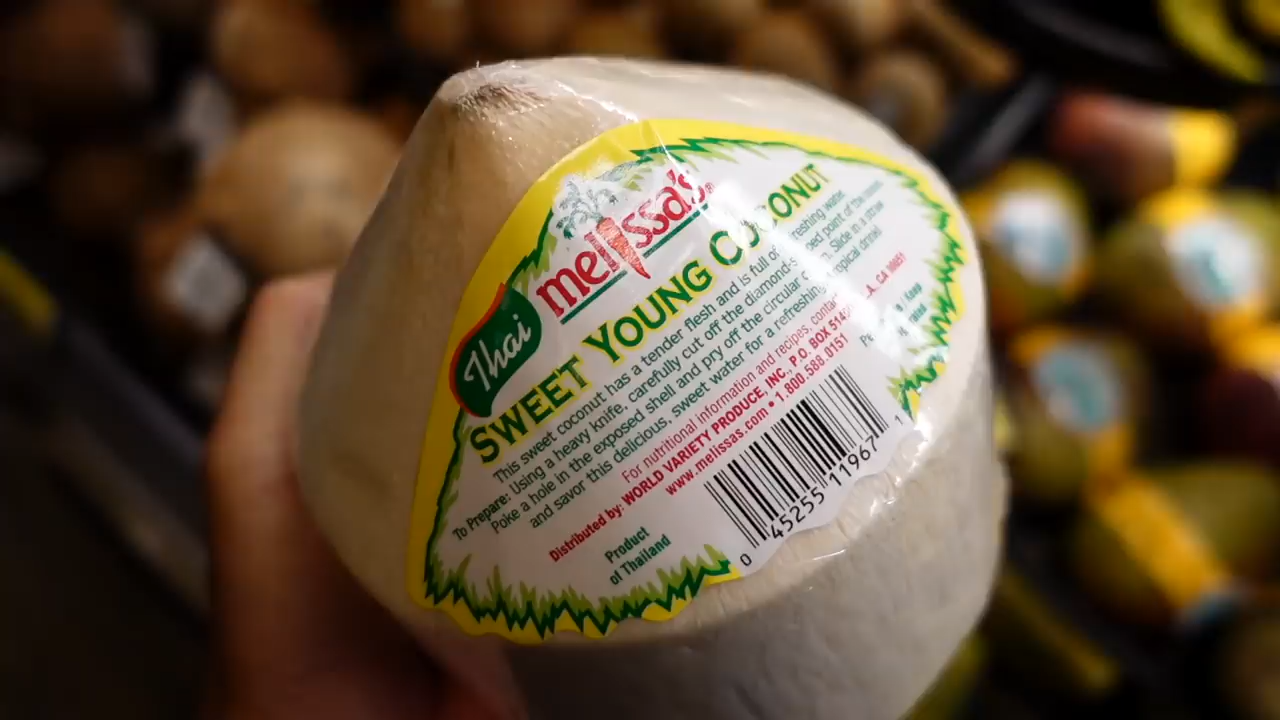 melissa's®
Thai
SWEET YOUNG COCONUT
This sweet coconut has a tender flesh and is full of refreshing water
To Prepare: Using a heavy knife, carefully cut off the diamond-shaped point of the
Poke a hole in the exposed shell and pry off the circular Slide in a straw
and savor this delicious, sweet water for a refreshing, tropical drink!
For nutritional information and recipes, contact
Distributed by: WORLD VARIETY PRODUCE, INC., P.O. BOX L.A., CA
www.melissas.com • 1.800.588.0151
Product
of Thailand
0 45255 11967 1